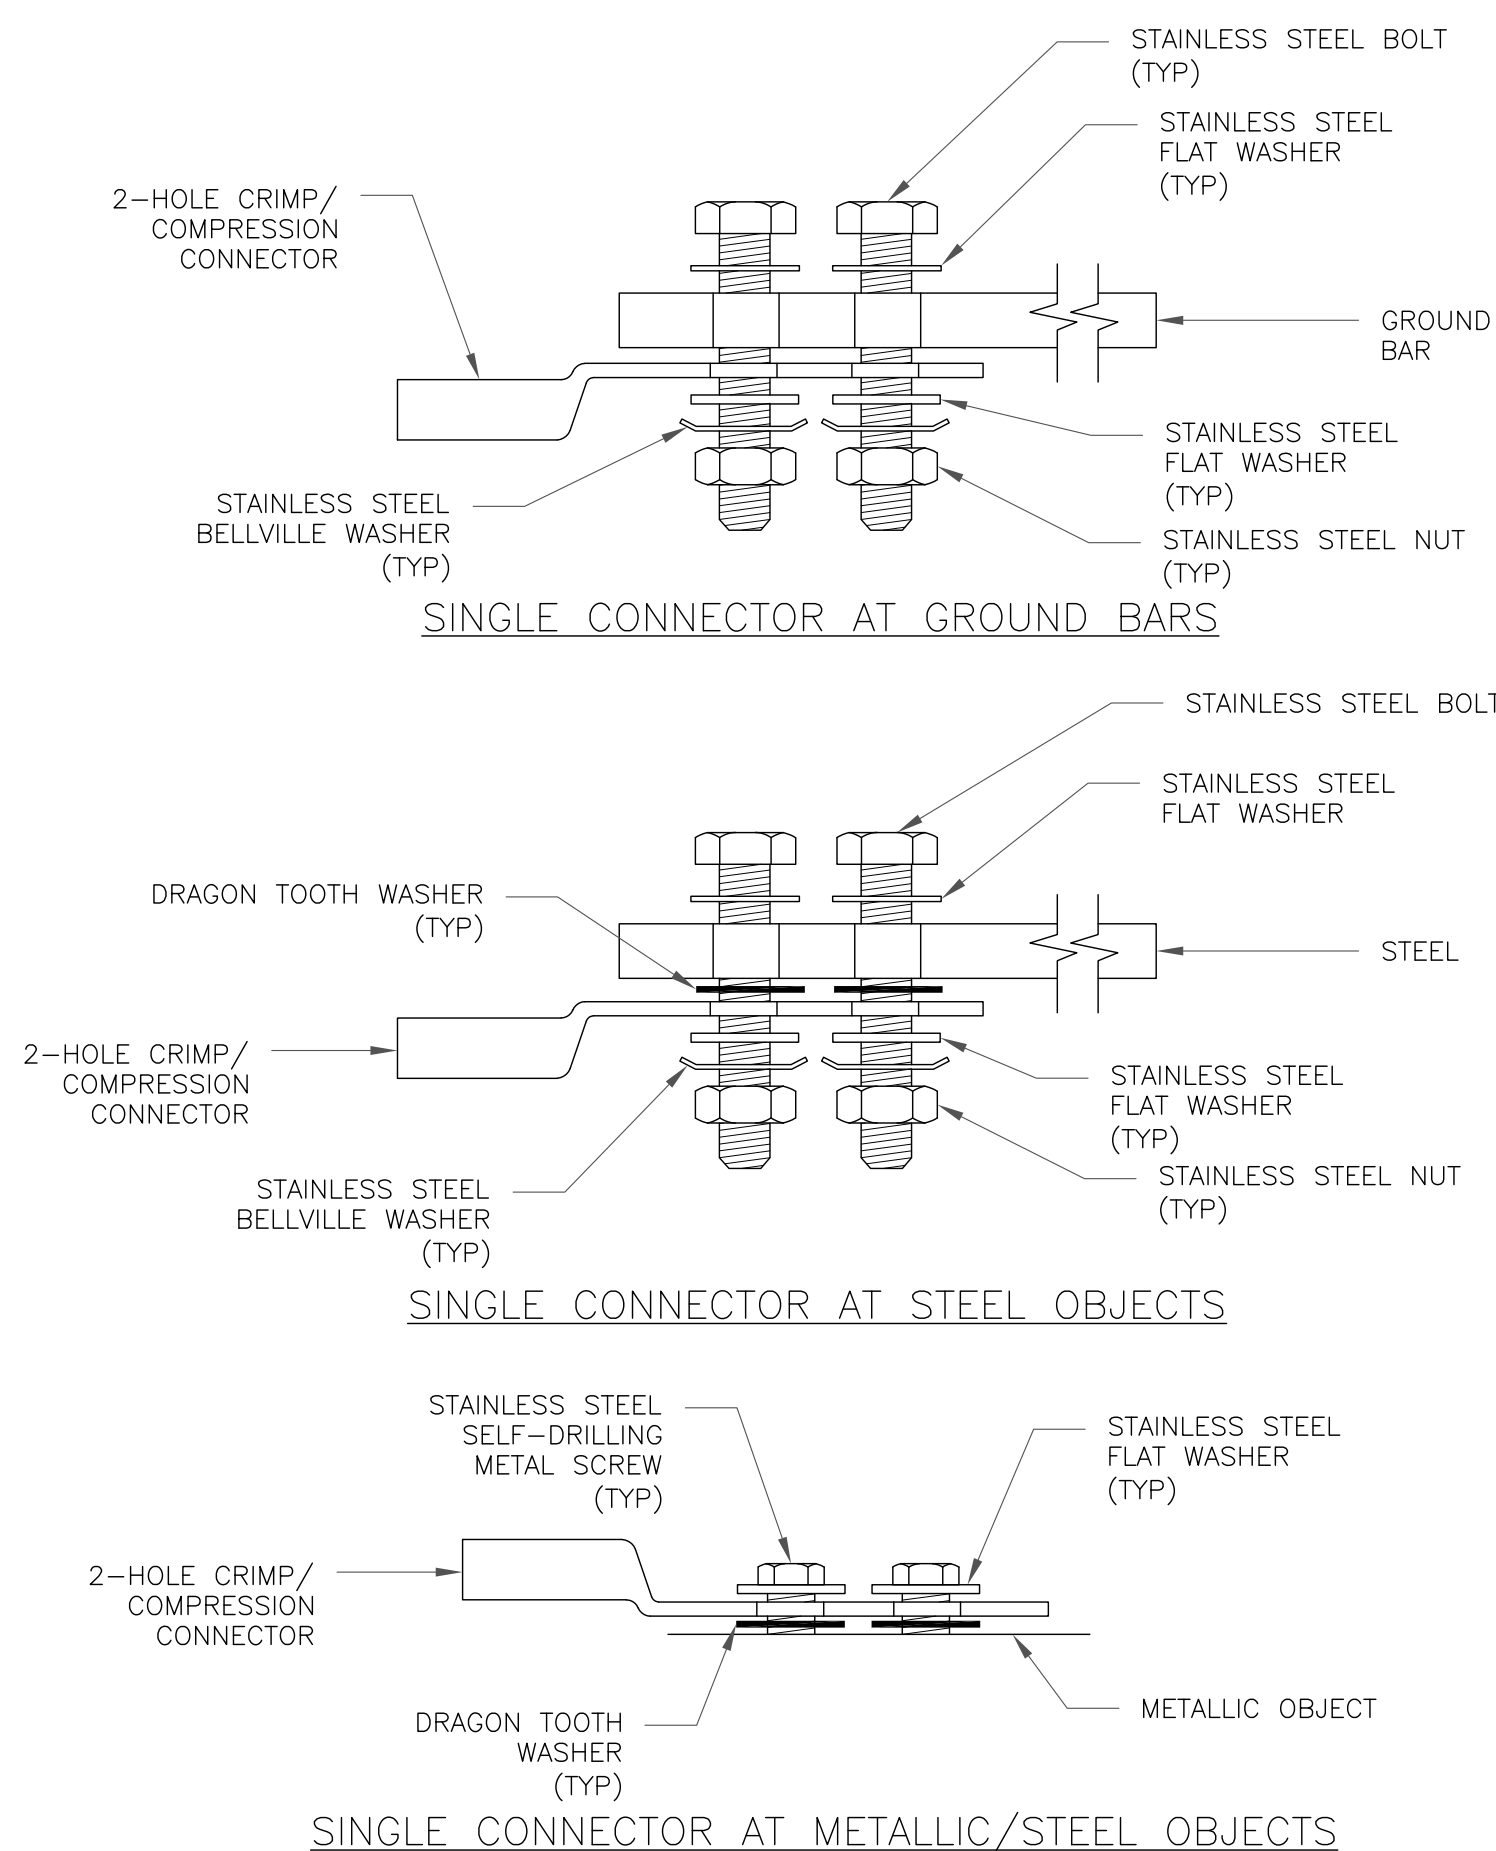 STAINLESS STEEL BOLT
(TYP)
STAINLESS STEEL
FLAT WASHER
(TYP)
2-HOLE CRIMP/
COMPRESSION
CONNECTOR
GROUND
BAR
STAINLESS STEEL
FLAT WASHER
(TYP)
STAINLESS STEEL
BELLVILLE WASHER
(TYP)
STAINLESS STEEL NUT
(TYP)
SINGLE CONNECTOR AT GROUND BARS
STAINLESS STEEL BOLT
STAINLESS STEEL
FLAT WASHER
DRAGON TOOTH WASHER
(TYP)
STEEL
2-HOLE CRIMP/
COMPRESSION
CONNECTOR
STAINLESS STEEL
FLAT WASHER
(TYP)
STAINLESS STEEL NUT
(TYP)
STAINLESS STEEL
BELLVILLE WASHER
(TYP)
SINGLE CONNECTOR AT STEEL OBJECTS
STAINLESS STEEL
SELF-DRILLING
METAL SCREW
(TYP)
STAINLESS STEEL
FLAT WASHER
(TYP)
2-HOLE CRIMP/
COMPRESSION
CONNECTOR
METALLIC OBJECT
DRAGON TOOTH
WASHER
(TYP)
SINGLE CONNECTOR AT METALLIC/STEEL OBJECTS